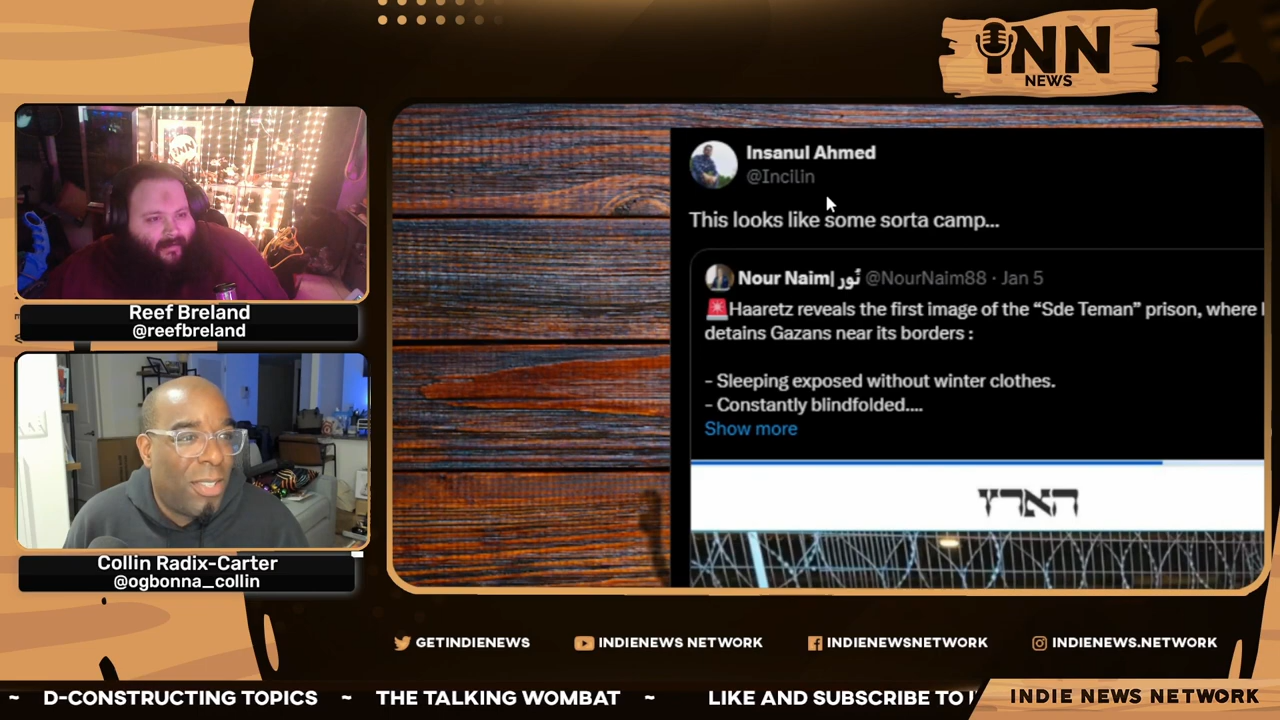 iNN
NEWS
Reef Breland
@reefbreland
Collin Radix-Carter
@ogbonna_collin
Insanul Ahmed
@Incilin
This looks like some sorta camp...
Nour Naim| نُور @NourNaim88 · Jan 5
🚨Haaretz reveals the first image of the “Sde Teman” prison, where
detains Gazans near its borders :
- Sleeping exposed without winter clothes.
- Constantly blindfolded....
Show more
הארץ
GETINDIENEWS
INDIENEWS NETWORK
INDIENEWSNETWORK
INDIENEWS.NETWORK
~ D-CONSTRUCTING TOPICS ~ THE TALKING WOMBAT ~ LIKE AND SUBSCRIBE TO
INDIE NEWS NETWORK